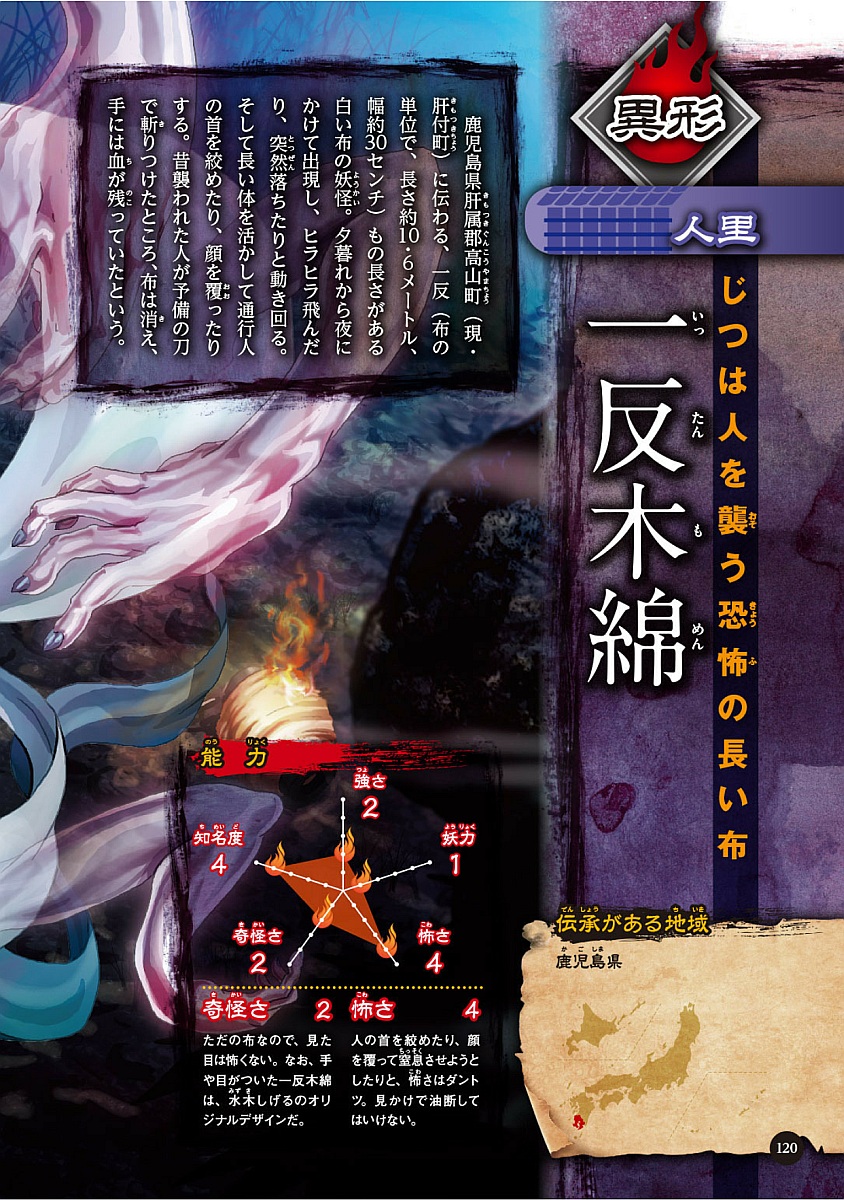 異形
人里
じつは人を襲う恐怖の長い布
一反木綿
鹿児島県肝属郡高山町（現・
肝付町）に伝わる、一反（布の
単位で、長さ約10・6メートル、
幅約30センチ）もの長さがある
白い布の妖怪。夕暮れから夜に
かけて出現し、ヒラヒラ飛んだ
り、突然落ちたりと動き回る。
そして長い体を活かして通行人
の首を絞めたり、顔を覆ったり
する。昔襲われた人が予備の刀
で斬りつけたところ、布は消え、
手には血が残っていたという。
能力
強さ
2
妖力
1
怖さ
4
奇怪さ
2
知名度
4
奇怪さ 2
ただの布なので、見た
目は怖くない。なお、手
や目がついた一反木綿
は、水木しげるのオリ
ジナルデザインだ。
怖さ 4
人の首を絞めたり、顔
を覆って窒息させようと
したりと、怖さはダント
ツ。見かけで油断して
はいけない。
伝承がある地域
鹿児島県
120